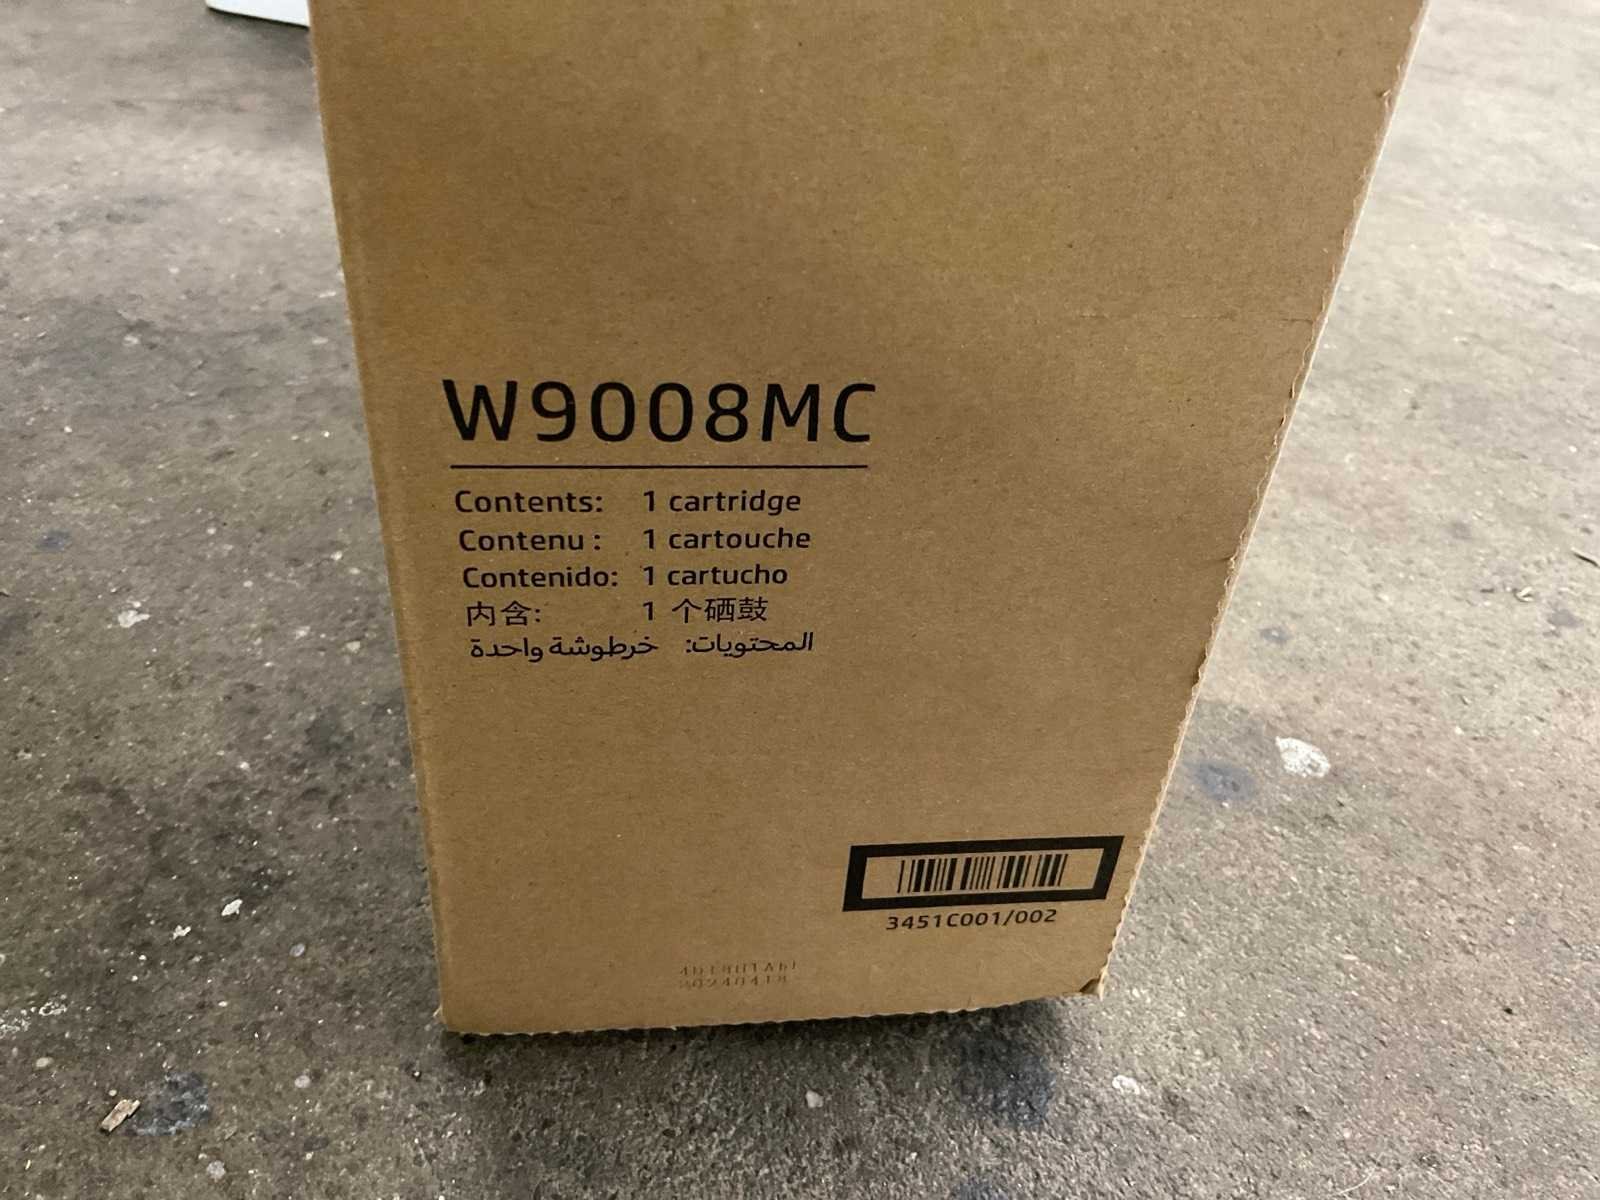 W9008MC
Contents: 1 cartridge
Contenu : 1 cartouche
Contenido: 1 cartucho
内含: 1 个硒鼓
المحتويات: خرطوشة واحدة
3451C001/002
20240418